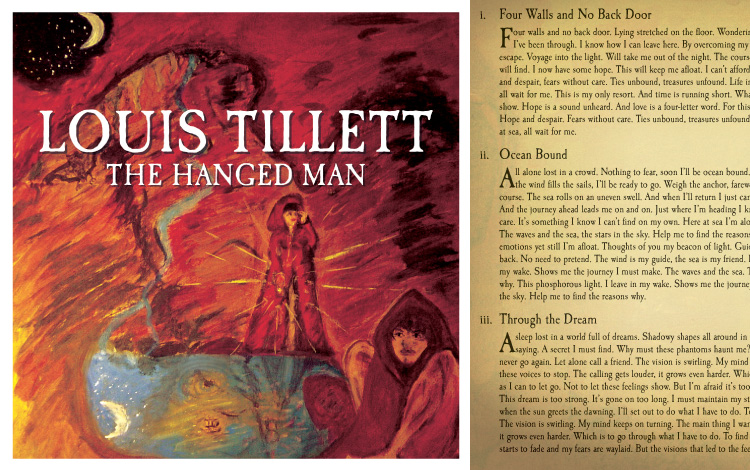 LOUIS TILLETT
THE HANGED MAN
i. Four Walls and No Back Door
Four walls and no back door. Lying stretched on the floor.
I've been through. I know how I can leave here. By overcoming my
escape. Voyage into the light. Will take me out of the night. The
will find. I now have some hope. This will keep me afloat. I can't afford
and despair, fears without care. Ties unbound, treasures unfound. Life
all wait for me. This is my only resort. And time is running short.
show. Hope is a sound unheard. And love is a four-letter word. For this
Hope and despair. Fears without care. Ties unbound, treasures unfound
at sea, all wait for me.
ii. Ocean Bound
All alone lost in a crowd. Nothing to fear, soon I'll be ocean bound.
the wind fills the sails, I'll be ready to go. Weigh the anchor,
course. The sea rolls on an uneven swell. And when I'll return I just
And the journey ahead leads me on and on. Just where I'm heading I
care. It's something I know I can't find on my own. Here at sea I'm
The waves and the sea, the stars in the sky. Help me to find the
emotions yet still I'm afloat. Thoughts of you my beacon of light.
back. No need to pretend. The wind is my guide, the sea is my friend.
my wake. Shows me the journey I must make. The waves and the sea.
why. This phosphorous light. I leave in my wake. Shows me the
the sky. Help me to find the reasons why.
iii. Through the Dream
Asleep lost in a world full of dreams. Shadowy shapes all around in
saying. A secret I must find. Why must these phantoms haunt me?
never go again. Let alone call a friend. The vision is swirling. My mind
these voices to stop. The calling gets louder, it grows even harder.
as I can to let go. Not to let these feelings show. But I'm afraid it's too
This dream is too strong. It's gone on too long. I must maintain my
when the sun greets the dawning. I'll set out to do what I have to do.
The vision is swirling. My mind keeps on turning. The main thing I
it grows even harder. Which is to go through what I have to do. To find
starts to fade and my fears are waylaid. But the visions that led to the